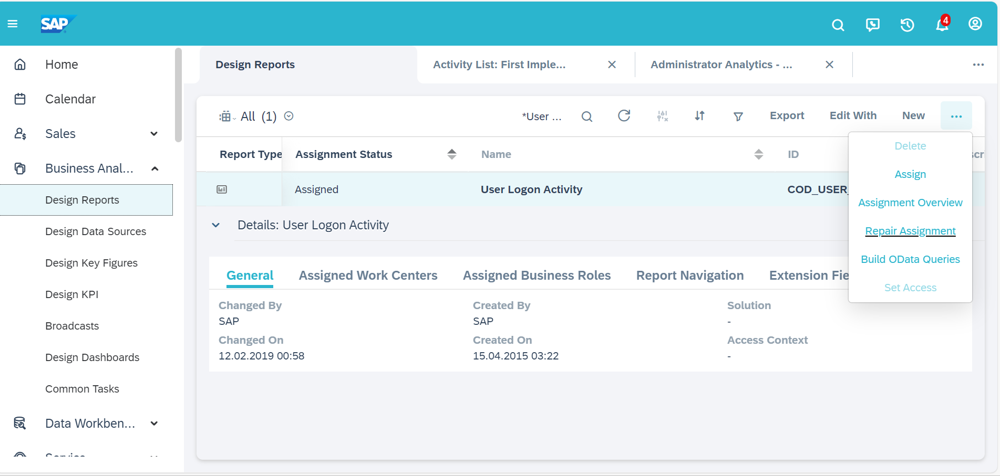 SAP
4
Home
Calendar
Sales
Business Anal...
Design Reports
Design Data Sources
Design Key Figures
Design KPI
Broadcasts
Design Dashboards
Common Tasks
Data Workben...
Service
Design Reports
Activity List: First Imple...
Administrator Analytics - ...
All (1)
*User ...
Export
Edit With
New
Report Type
Assignment Status
Name
ID
scr
Assigned
User Logon Activity
COD_USER_
Delete
Assign
Assignment Overview
Repair Assignment
Build OData Queries
Set Access
Details: User Logon Activity
General
Assigned Work Centers
Assigned Business Roles
Report Navigation
Extension Fie
Changed By
SAP
Created By
SAP
Solution
-
Changed On
12.02.2019 00:58
Created On
15.04.2015 03:22
Access Context
-